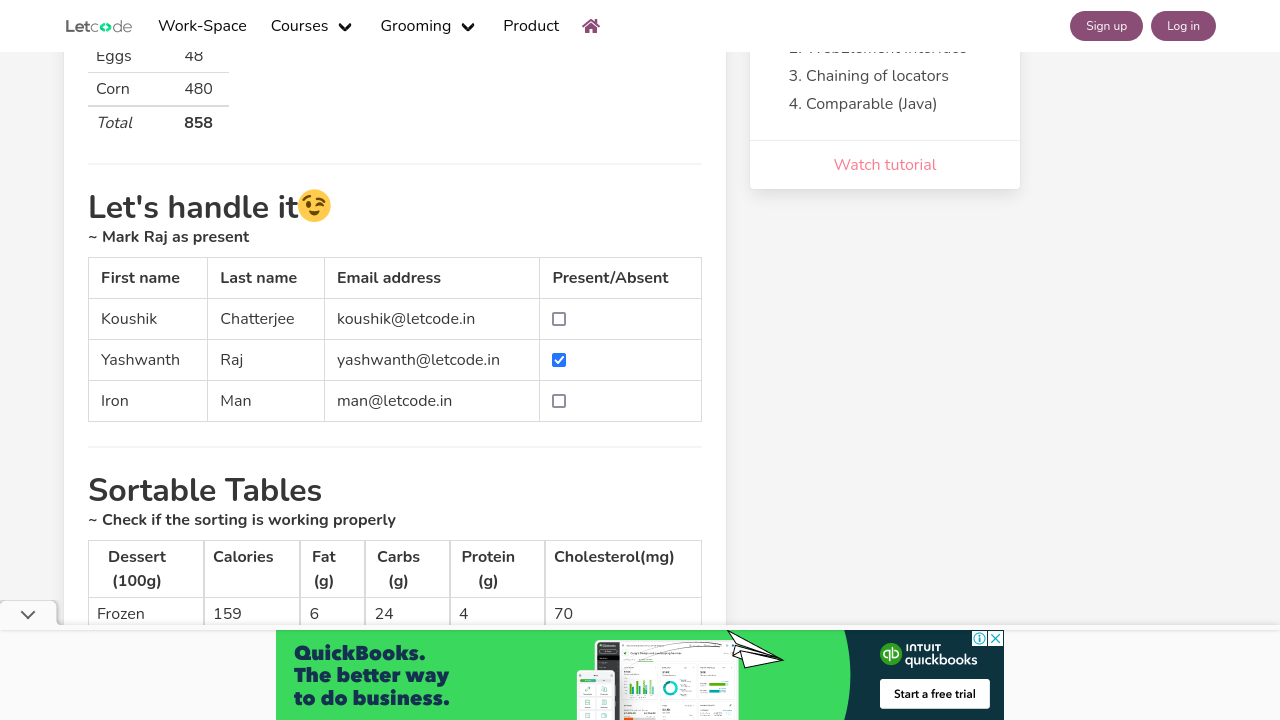 Letcode Work-Space Courses Grooming Product Sign up Log in
Eggs 48
Corn 480
Total 858
3. Chaining of locators
4. Comparable (Java)
Watch tutorial
Let's handle it😉
~ Mark Raj as present
First name Last name Email address Present/Absent
Koushik Chatterjee koushik@letcode.in
Yashwanth Raj yashwanth@letcode.in
Iron Man man@letcode.in
Sortable Tables
~ Check if the sorting is working properly
Dessert (100g) Calories Fat (g) Carbs (g) Protein (g) Cholesterol(mg)
Frozen 159 6 24 4 70
QuickBooks.
The better way
to do business.
INTUIT
quickbooks
Start a free trial